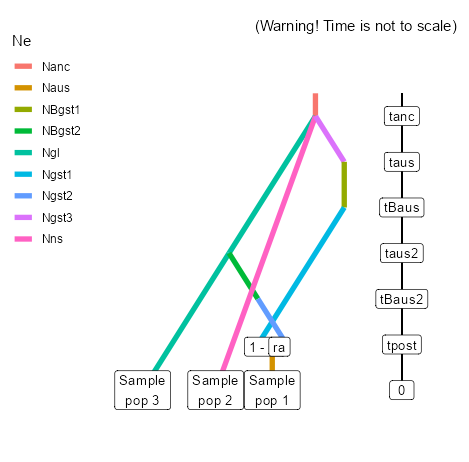 (Warning! Time is not to scale)
Ne
Nanc
Naus
NBgst1
NBgst2
Ngl
Ngst1
Ngst2
Ngst3
Nns
tanc
taus
tBaus
taus2
tBaus2
tpost
0
1 - ra
Sample
pop 3
Sample
pop 2
Sample
pop 1